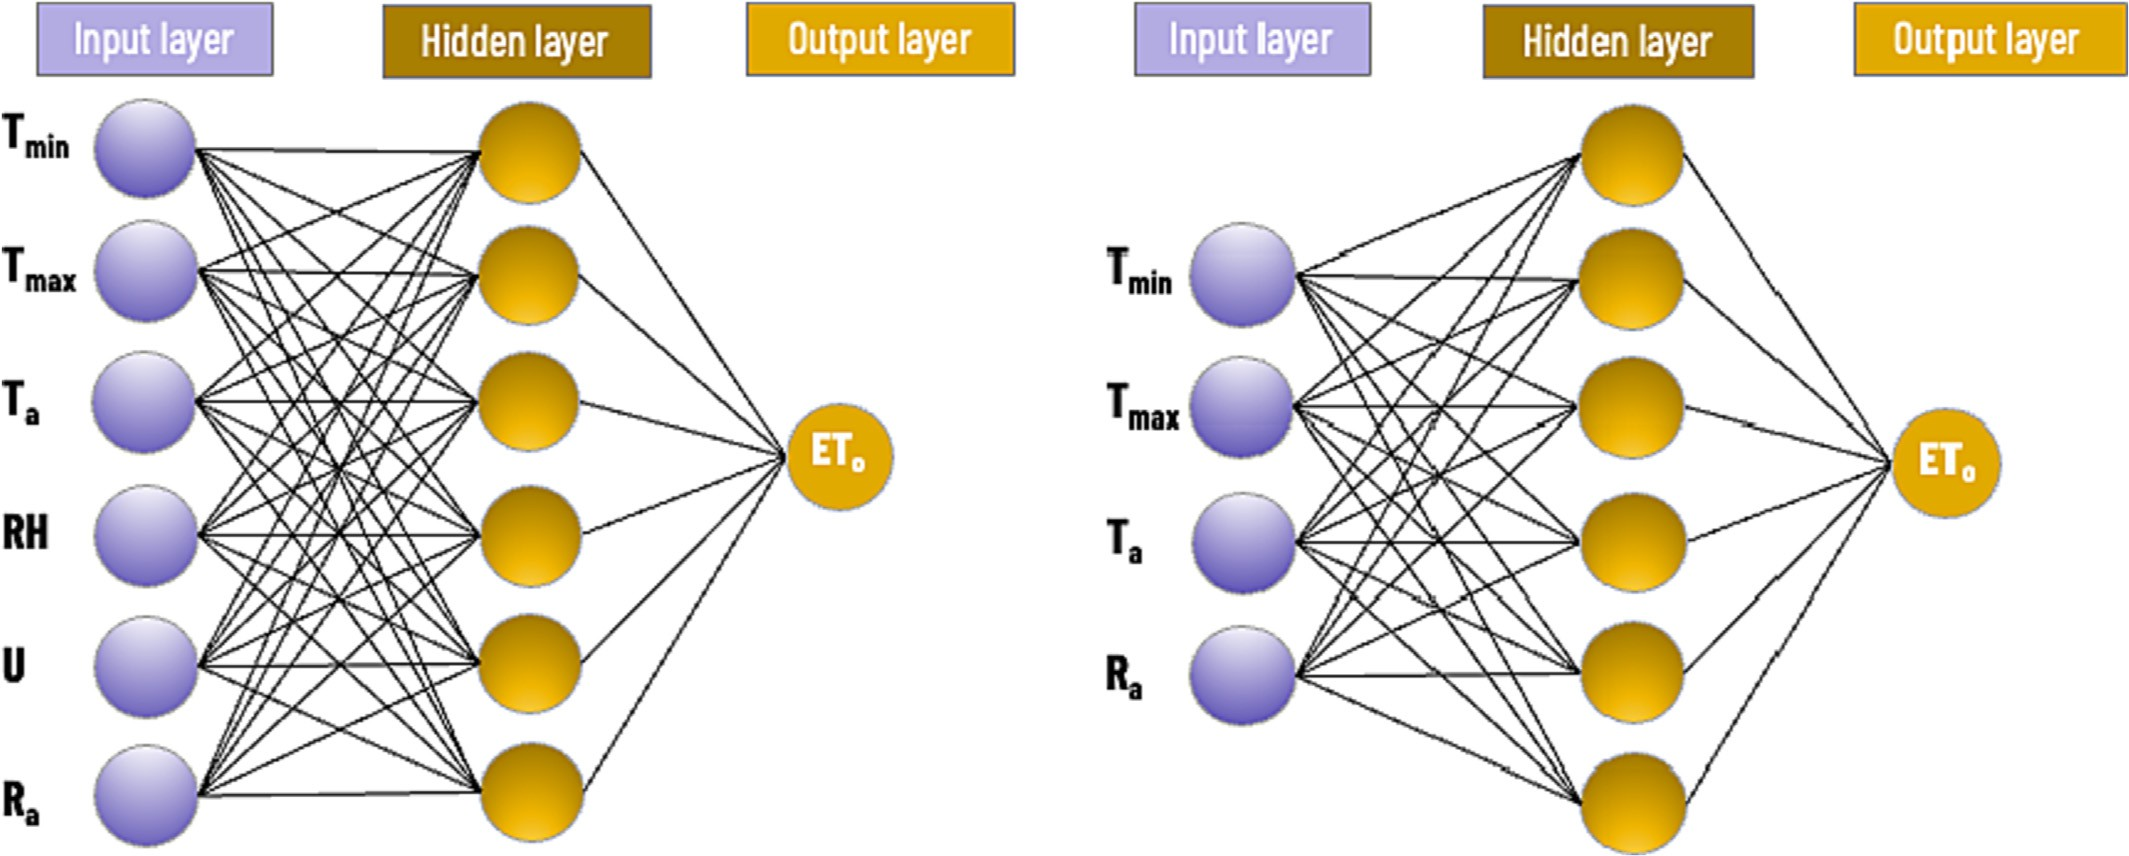 Input layer
Hidden layer
Output layer
Tmin
Tmax
Ta
RH
U
Ra
ETo
Input layer
Hidden layer
Output layer
Tmin
Tmax
Ta
Ra
ETo